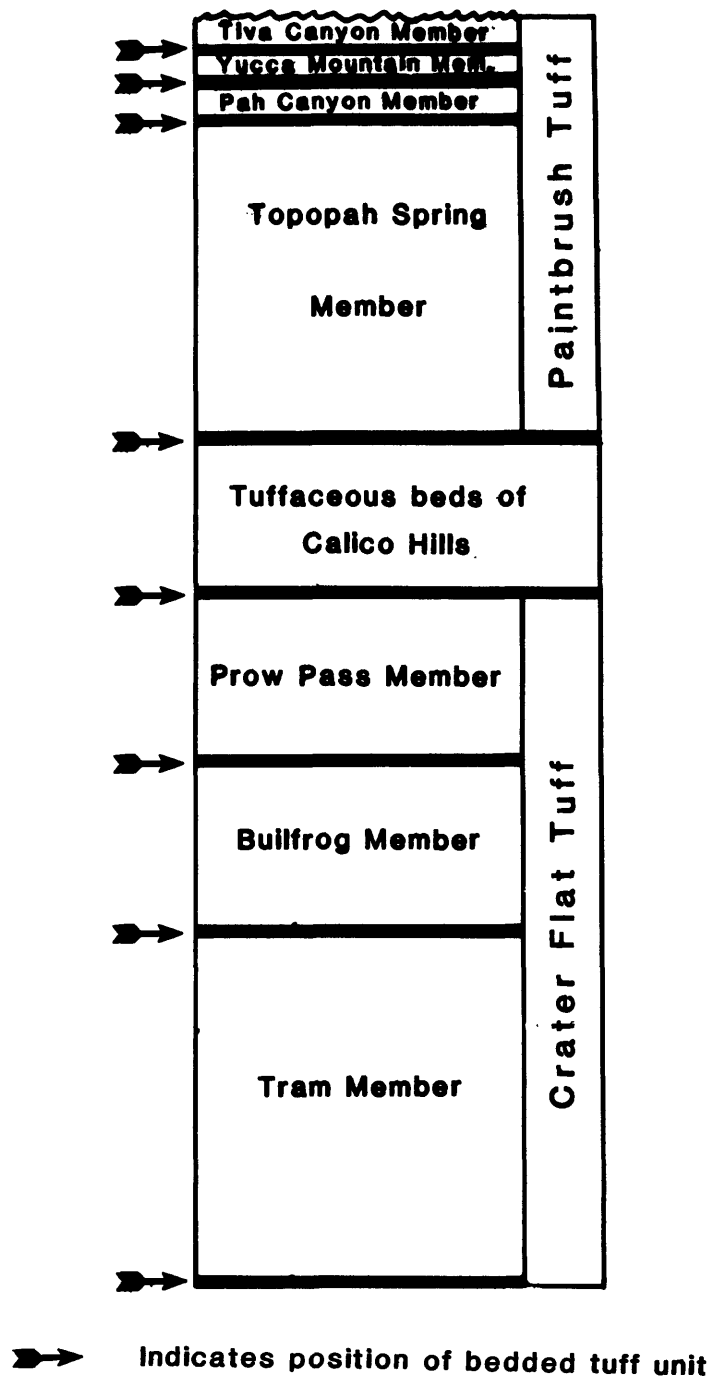 Tiva Canyon Member
Yucca Mountain Mem.
Pah Canyon Member
Topopah Spring
Member
Paintbrush Tuff
Tuffaceous beds of
Calico Hills
Prow Pass Member
Bullfrog Member
Tram Member
Crater Flat Tuff
Indicates position of bedded tuff unit